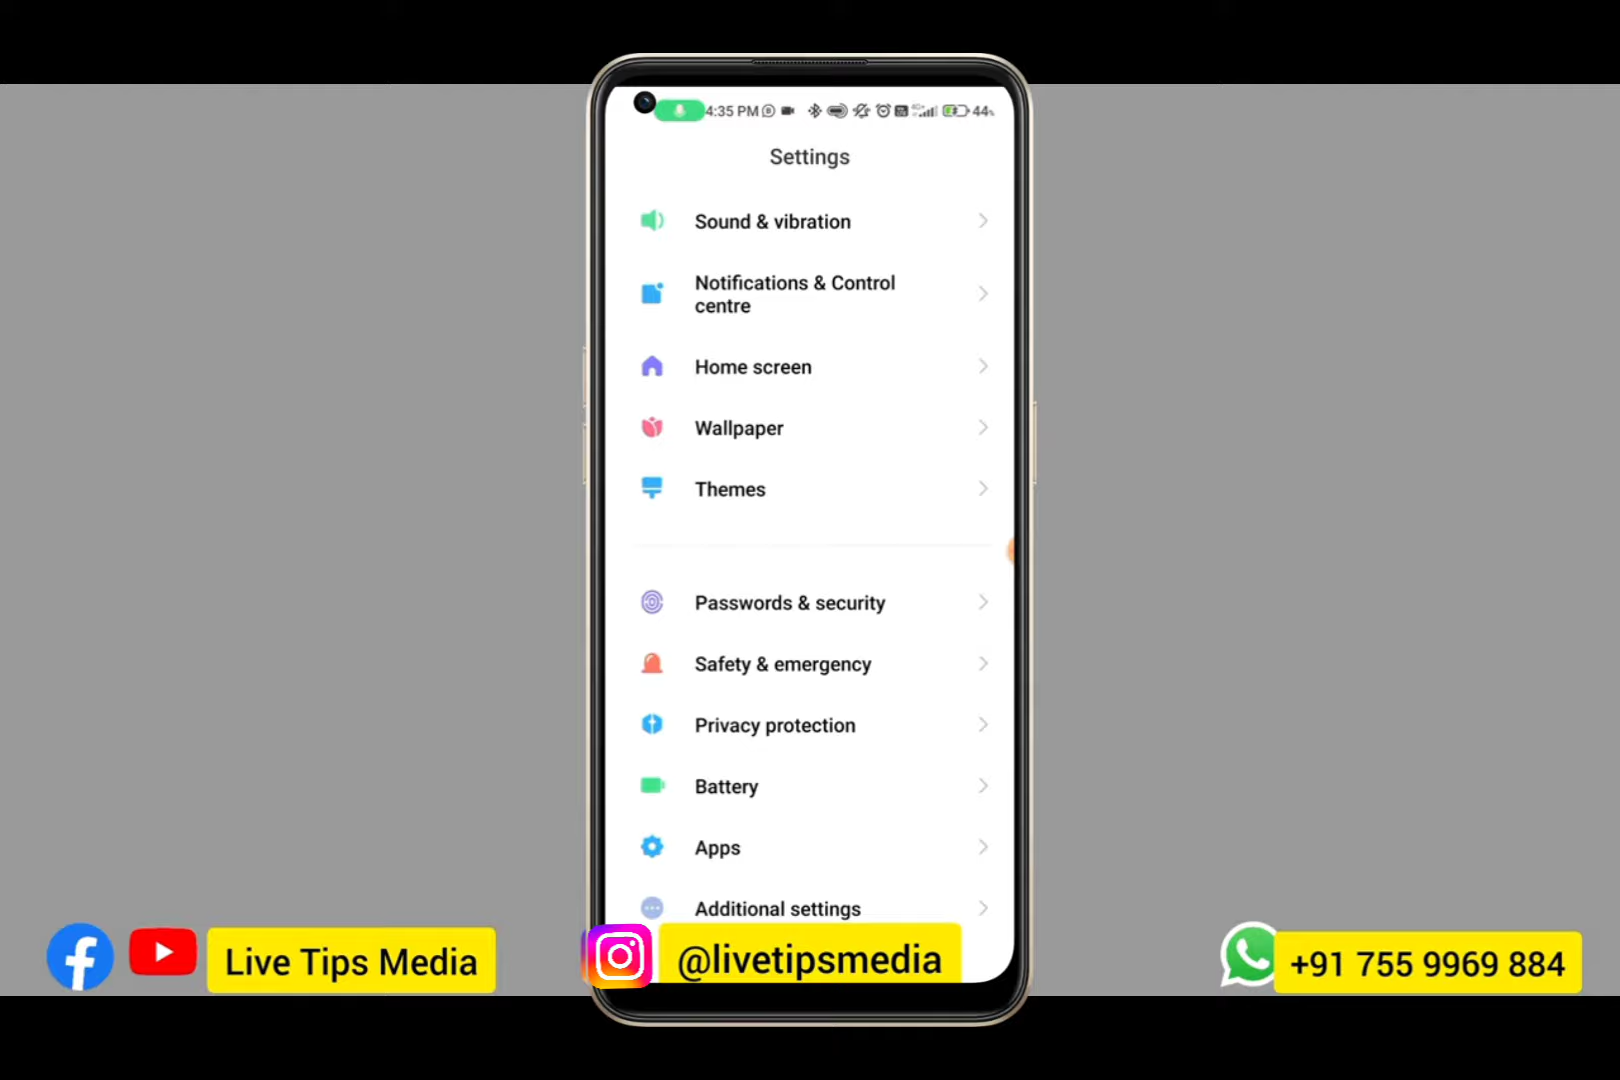 4:35 PM
44%
Settings
Sound & vibration
Notifications & Control
centre
Home screen
Wallpaper
Themes
Passwords & security
Safety & emergency
Privacy protection
Battery
Apps
Additional settings
Live Tips Media
@livetipsmedia
+91 755 9969 884